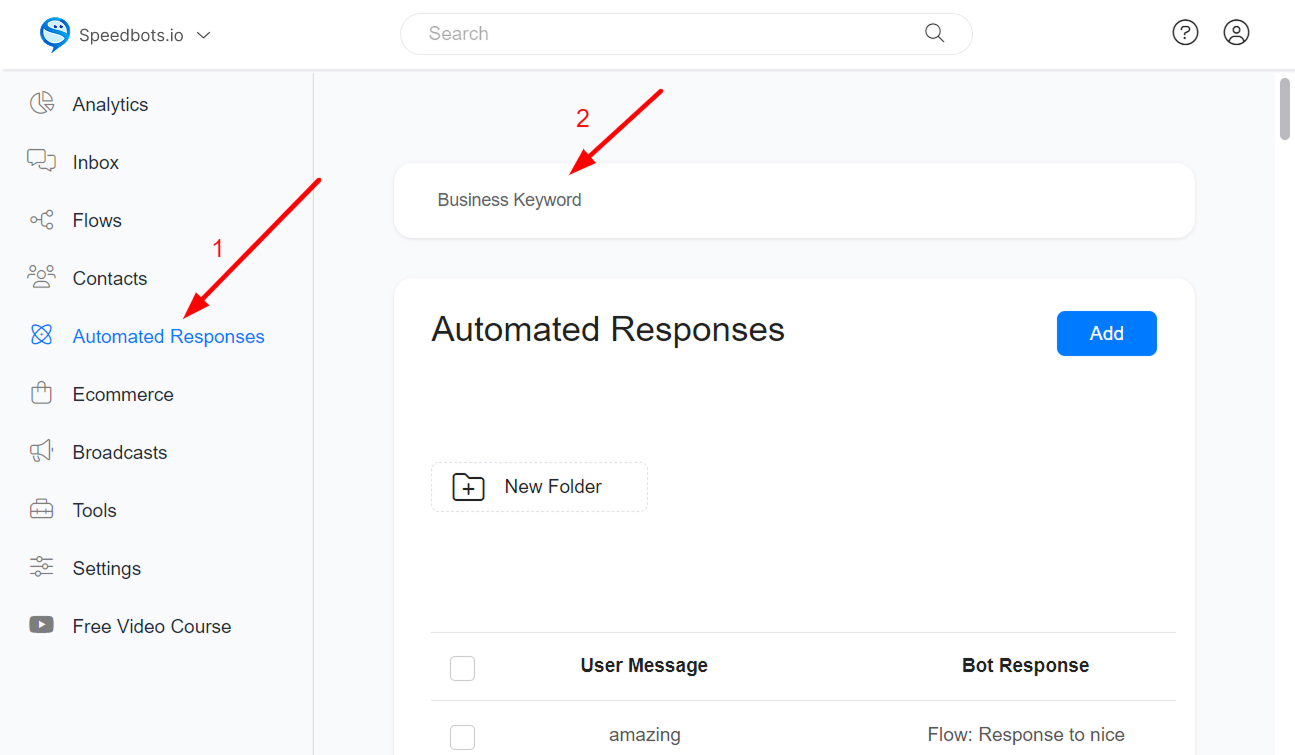 Speedbots.io
Search
Analytics
Inbox
Flows
Contacts
Automated Responses
Ecommerce
Broadcasts
Tools
Settings
Free Video Course
1
2
Business Keyword
Automated Responses
Add
New Folder
User Message Bot Response
amazing Flow: Response to nice